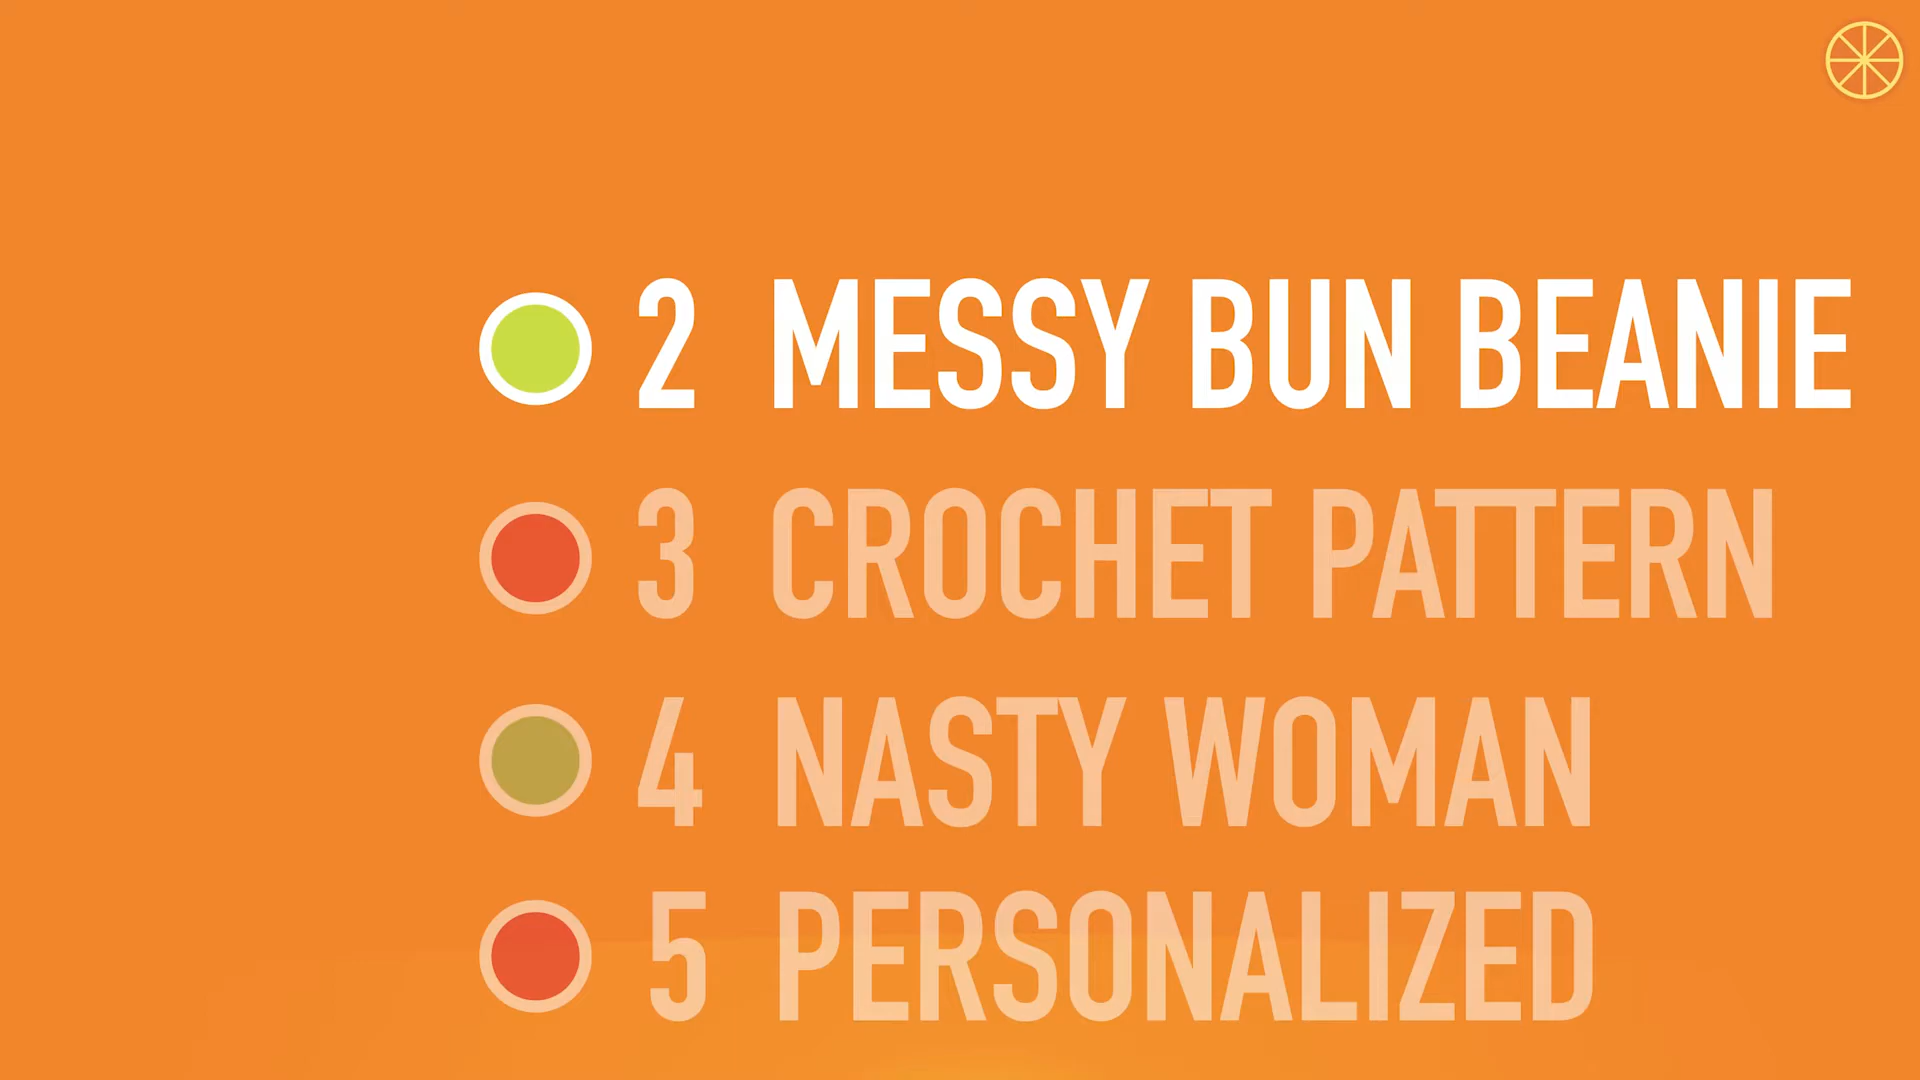 2 MESSY BUN BEANIE
3 CROCHET PATTERN
4 NASTY WOMAN
5 PERSONALIZED